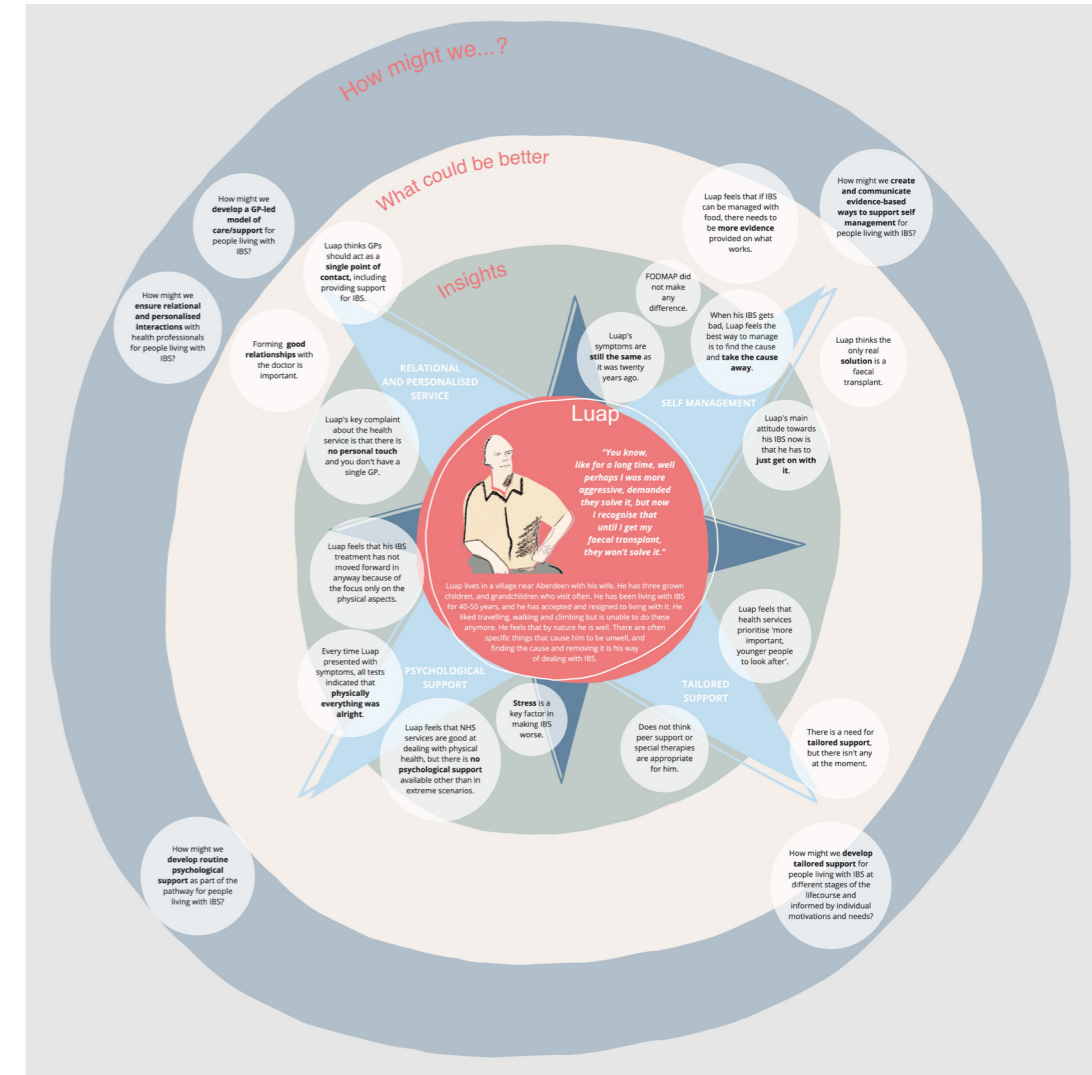 How might we...?
What could be better
Insights
How might we
develop a GP-led
model of
care/support for
people living with
IBS?
How might we
ensure relational
and personalised
interactions with
health professionals
for people living with
IBS?
Luap thinks GPs
should act as a
single point of
contact, including
providing support
for IBS.
Forming good
relationships with
the doctor is
important.
RELATIONAL
AND PERSONALISED
SERVICE
Luap's key complaint
about the health
service is that there is
no personal touch
and you don't have a
single GP.
How might we create
and communicate
evidence-based
ways to support self
management for
people living with IBS?
Luap feels that if IBS
can be managed with
food, there needs to
be more evidence
provided on what
works.
FODMAP did
not make
any
difference.
Luap's
symptoms are
still the same as
it was twenty
years ago.
When his IBS gets
bad, Luap feels the
best way to manage
is to find the cause
and take the cause
away.
Luap thinks the
only real
solution is a
faecal
transplant.
SELF MANAGEMENT
Luap's main
attitude towards
his IBS now is
that he has to
just get on with
it.
Luap
"You know,
like for a long time, well
perhaps I was more
aggressive, demanded
they solve it, but now
I recognise that
until I get my
faecal transplant,
they won't solve it."
Luap lives in a village near Aberdeen with his wife. He has three grown
children, and grandchildren who visit often. He has been living with IBS
for 40-50 years, and he has accepted and resigned to living with it. He
liked travelling, walking and climbing but is unable to do these
anymore. He feels that by nature he is well. There are often
specific things that cause him to be unwell, and
finding the cause and removing it is his way
of dealing with IBS.
Luap feels that his IBS
treatment has not
moved forward in
anyway because of
the focus only on the
physical aspects.
Every time Luap
presented with
symptoms, all tests
indicated that
physically
everything was
alright.
PSYCHOLOGICAL
SUPPORT
Luap feels that NHS
services are good at
dealing with physical
health, but there is no
psychological support
available other than in
extreme scenarios.
Stress is a
key factor in
making IBS
worse.
How might we
develop routine
psychological
support as part of the
pathway for people
living with IBS?
Luap feels that
health services
prioritise 'more
important,
younger people
to look after'.
TAILORED
SUPPORT
Does not think
peer support or
special therapies
are appropriate
for him.
There is a need for
tailored support,
but there isn't any
at the moment.
How might we develop
tailored support for
people living with IBS at
different stages of the
lifecourse and
informed by individual
motivations and needs?